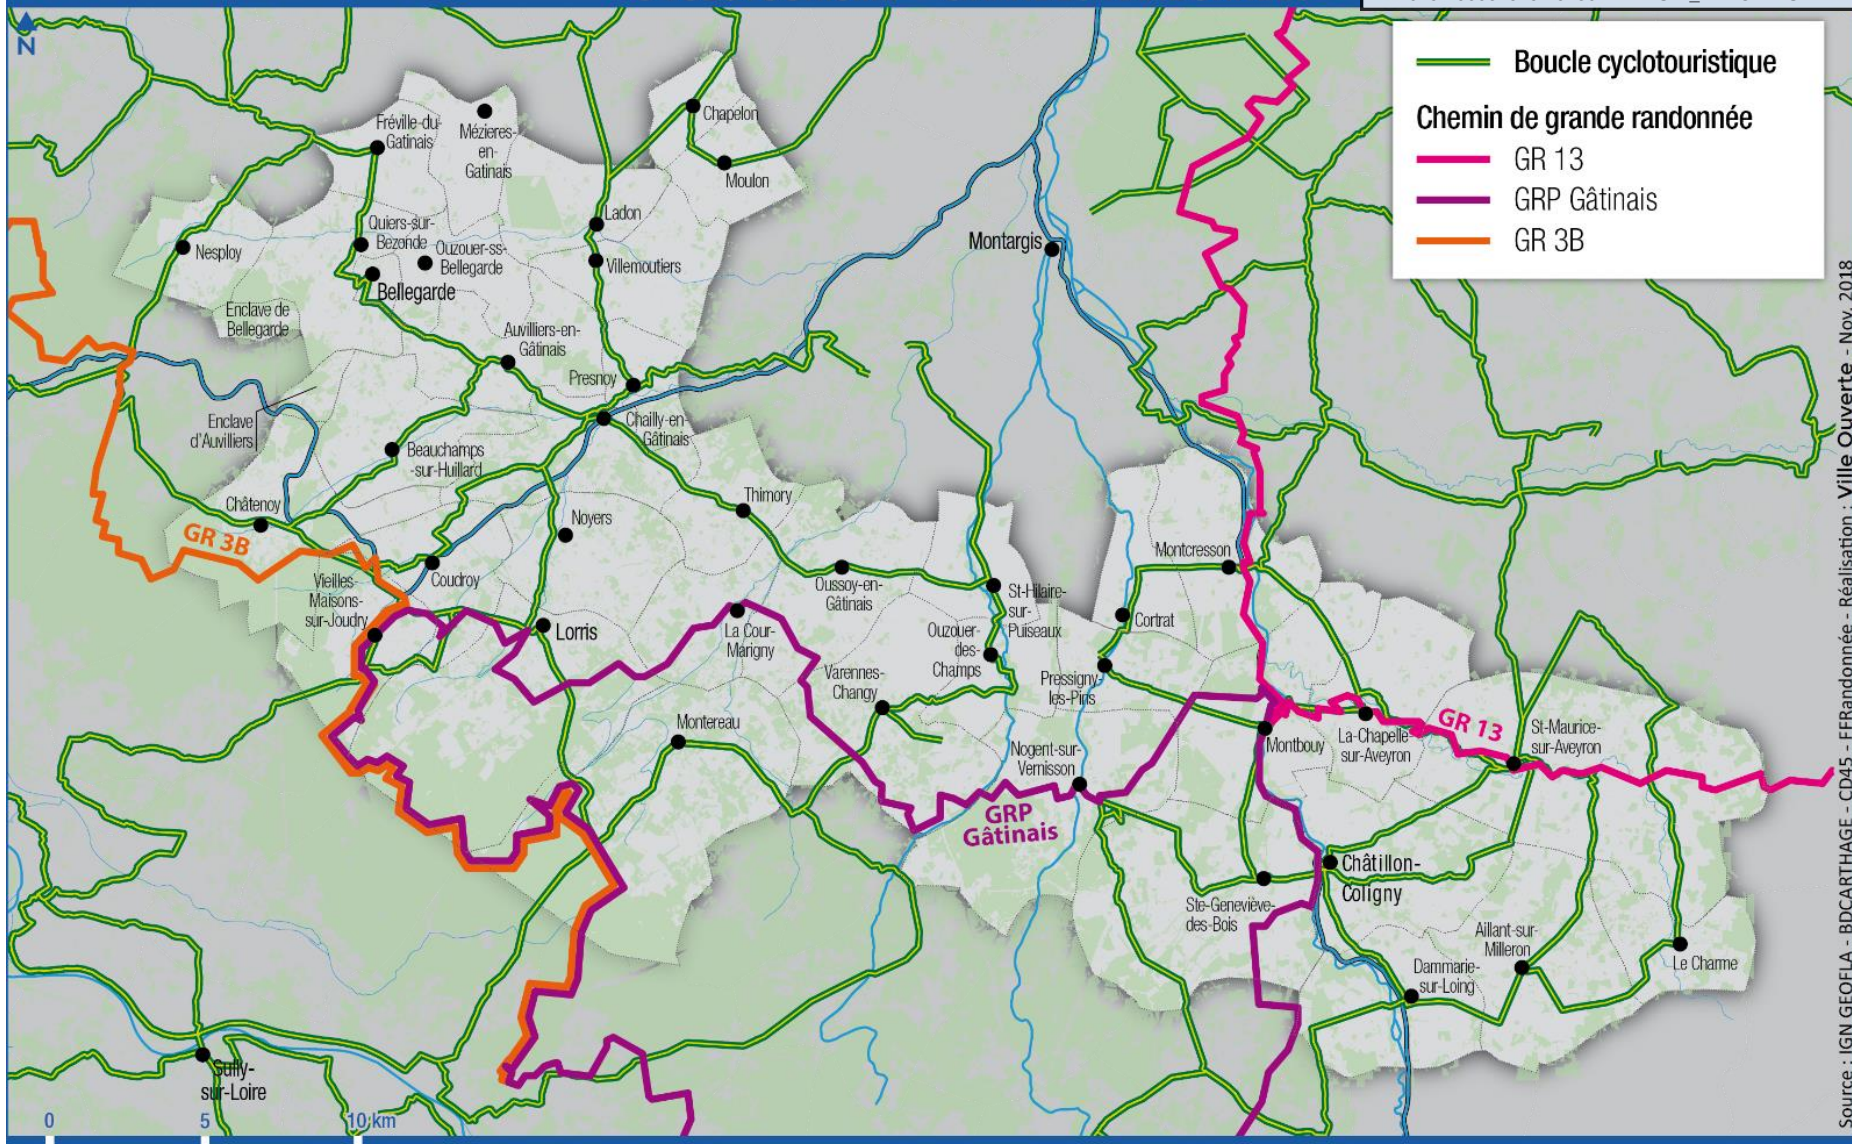 N
Boucle cyclotouristique
Chemin de grande randonnée
GR 13
GRP Gâtinais
GR 3B
Chapelon
Moulon
Fréville-du-
Gatinais
Mézieres-
en-
Gatinais
Ladon
Villemoutiers
Quiers-sur-
Bezonde
Ouzouer-ss-
Bellegarde
Bellegarde
Nesploy
Enclave de
Bellegarde
Montargis
Auvilliers-en-
Gâtinais
Presnoy
Chailly-en-
Gâtinais
Enclave
d'Auvilliers
Beauchamps
-sur-Huillard
Châtenoy
GR 3B
Thimory
Noyers
Coudroy
Vieilles-
Maisons-
sur-Joudry
Lorris
La Cour-
Marigny
Oussoy-en-
Gâtinais
St-Hilaire-
sur-
Puiseaux
Ouzouer-
des-
Champs
Montcresson
Cortrat
Pressigny-
les-Pins
Varennes-
Changy
Montereau
Nogent-sur-
Vernisson
GRP
Gâtinais
Montbouy
La-Chapelle-
sur-Aveyron
GR 13
St-Maurice-
sur-Aveyron
Châtillon-
Coligny
Ste-Geneviève-
des-Bois
Aillant-sur-
Milleron
Dammarie-
sur-Loing
Le Charme
Sully-
sur-Loire
0 5 10 km
Source : IGN GEOFLA - BDCARTHAGE - CD45 - FFRandonnée - Réalisation : Ville Ouverte - Nov. 2018